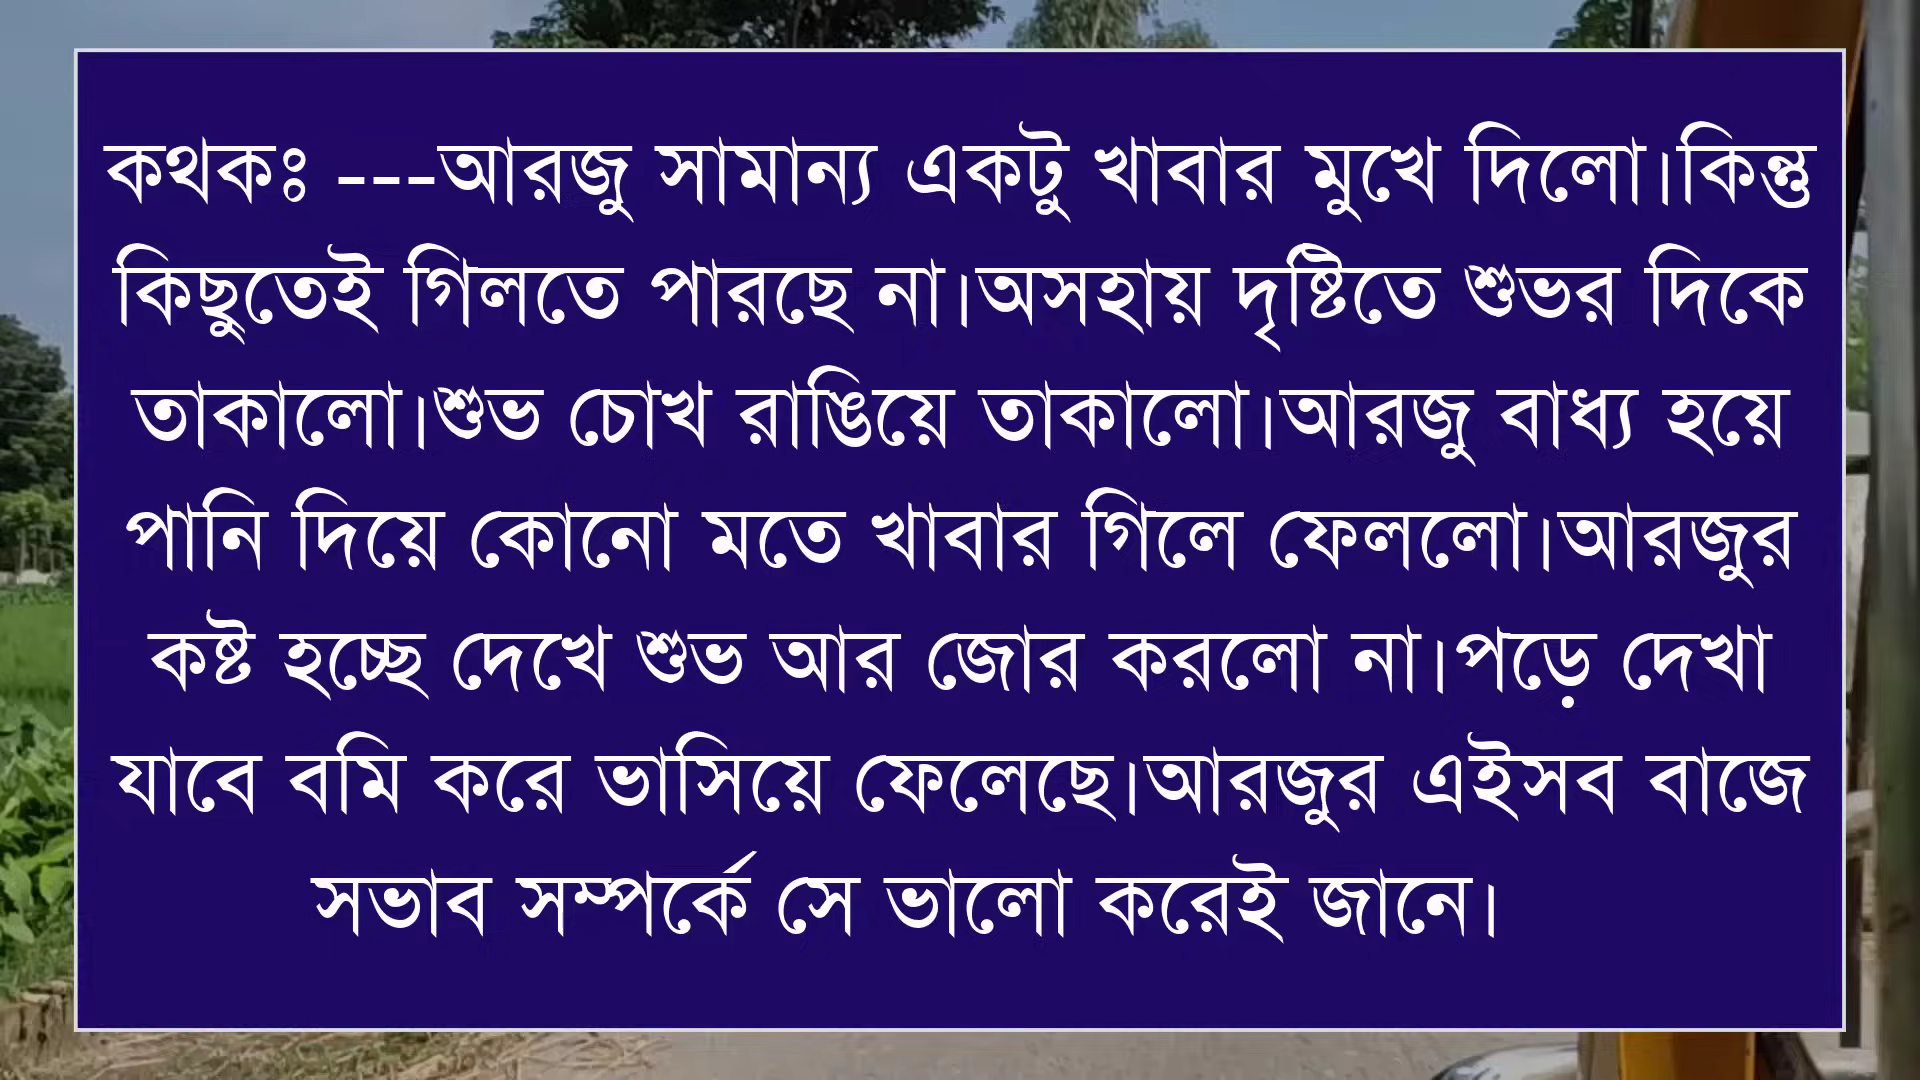 কথকঃ ---আরজু সামান্য একটু খাবার মুখে দিলো।কিন্তু
কিছুতেই গিলতে পারছে না।অসহায় দৃষ্টিতে শুভর দিকে
তাকালো।শুভ চোখ রাঙিয়ে তাকালো।আরজু বাধ্য হয়ে
পানি দিয়ে কোনো মতে খাবার গিলে ফেললো।আরজুর
কষ্ট হচ্ছে দেখে শুভ আর জোর করলো না।পড়ে দেখা
যাবে বমি করে ভাসিয়ে ফেলেছে।আরজুর এইসব বাজে
সভাব সম্পর্কে সে ভালো করেই জানে।